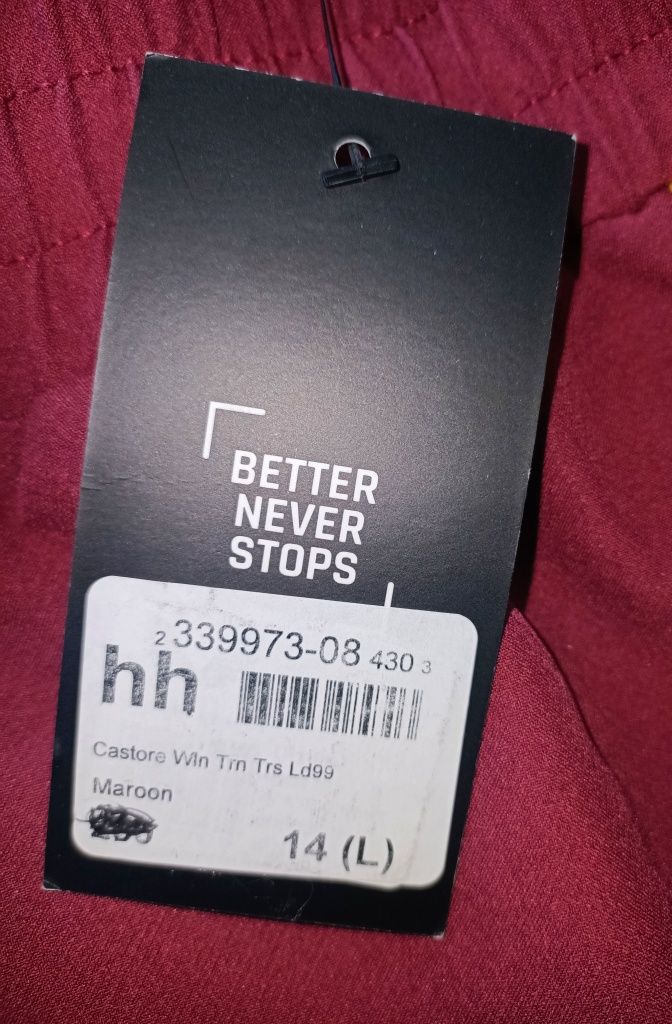 BETTER
NEVER
STOPS
2 339973-08 430 3
hh
Castore Wln Trn Trs Ld99
Maroon
14 (L)